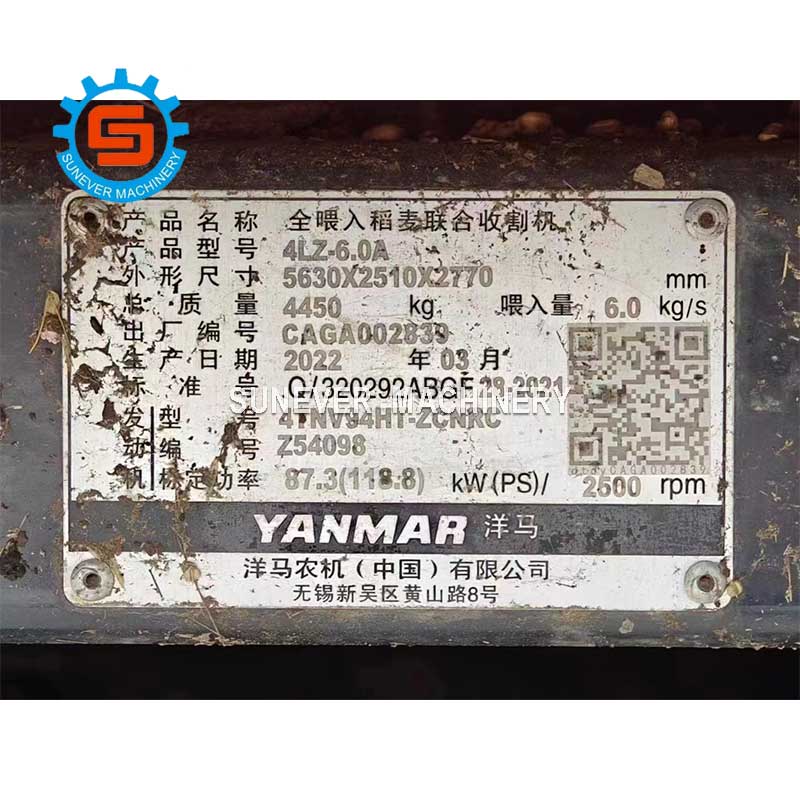 S
SUNEVER MACHINERY
产品名称 全喂入稻麦联合收割机
产品型号 4LZ-6.0A
外形尺寸 5630X2510X2770 mm
总质量 4450 kg 喂入量 6.0 kg/s
出厂编号 CAGA002839
生产日期 2022 年 03 月
标准号 Q/320292ABGF 28-2021
SUNEVER MACHINERY
发动机 型号 4TNV94HT-ZCNRC
编号 Z54098
标定功率 87.3(118.8) kW(PS)/ 2500 rpm
YANMAR 洋马
洋马农机(中国)有限公司
无锡新吴区黄山路8号